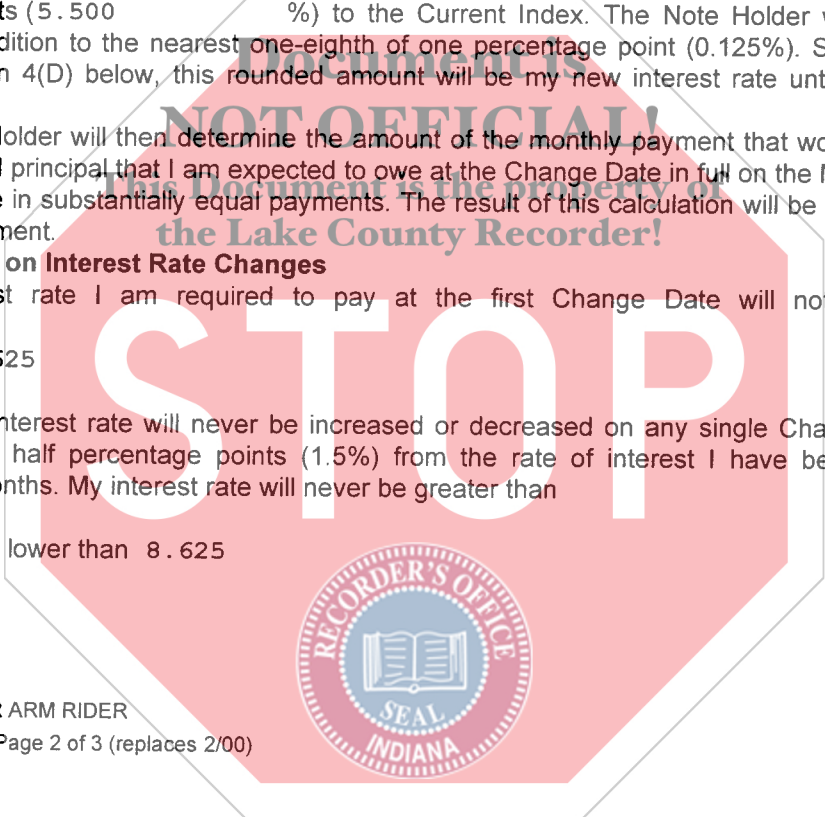 ts (5.500 %) to the Current Index. The Note Holder
dition to the nearest one-eighth of one percentage point (0.125%). S
n 4(D) below, this rounded amount will be my new interest rate unt
Document is
NOT OFFICIAL!
This Document is the property of
the Lake County Recorder!
older will then determine the amount of the monthly payment that wo
principal that I am expected to owe at the Change Date in full on the
in substantially equal payments. The result of this calculation will be
ment.
on Interest Rate Changes
st rate I am required to pay at the first Change Date will no
625
nterest rate will never be increased or decreased on any single Cha
half percentage points (1.5%) from the rate of interest I have be
nths. My interest rate will never be greater than
lower than 8.625
STOP
RECORDER'S OFFICE
SEAL
INDIANA
ARM RIDER
Page 2 of 3 (replaces 2/00)